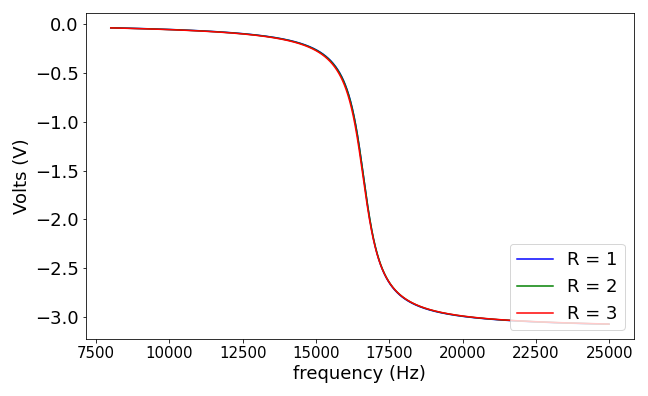 0.0
−0.5
−1.0
−1.5
−2.0
−2.5
−3.0
Volts (V)
R = 1
R = 2
R = 3
7500 10000 12500 15000 17500 20000 22500 25000
frequency (Hz)